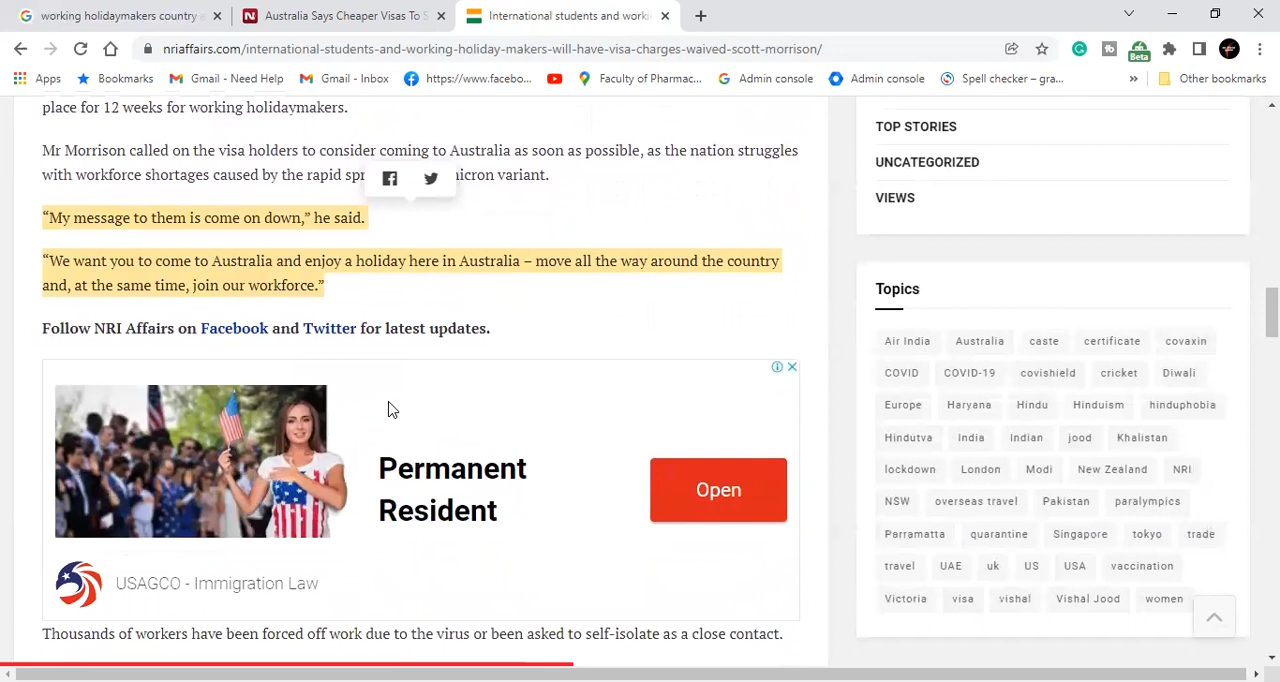 working holidaymakers country
Australia Says Cheaper Visas To
International students and worki
nriaffairs.com/international-students-and-working-holiday-makers-will-have-visa-charges-waived-scott-morrison/
Beta
Apps
Bookmarks
Gmail - Need Help
Gmail - Inbox
https://www.facebo...
Faculty of Pharmac...
Admin console
Admin console
Spell checker – gra...
»
Other bookmarks
place for 12 weeks for working holidaymakers.
Mr Morrison called on the visa holders to consider coming to Australia as soon as possible, as the nation struggles
with workforce shortages caused by the rapid icron variant.
“My message to them is come on down,” he said.
“We want you to come to Australia and enjoy a holiday here in Australia – move all the way around the country
and, at the same time, join our workforce.”
Follow NRI Affairs on Facebook and Twitter for latest updates.
Permanent
Resident
Open
USAGCO - Immigration Law
Thousands of workers have been forced off work due to the virus or been asked to self-isolate as a close contact.
TOP STORIES
UNCATEGORIZED
VIEWS
Topics
Air India Australia caste certificate covaxin
COVID COVID-19 covishield cricket Diwali
Europe Haryana Hindu Hinduism hinduphobia
Hindutva India Indian jood Khalistan
lockdown London Modi New Zealand NRI
NSW overseas travel Pakistan paralympics
Parramatta quarantine Singapore tokyo trade
travel UAE uk US USA vaccination
Victoria visa vishal Vishal Jood women